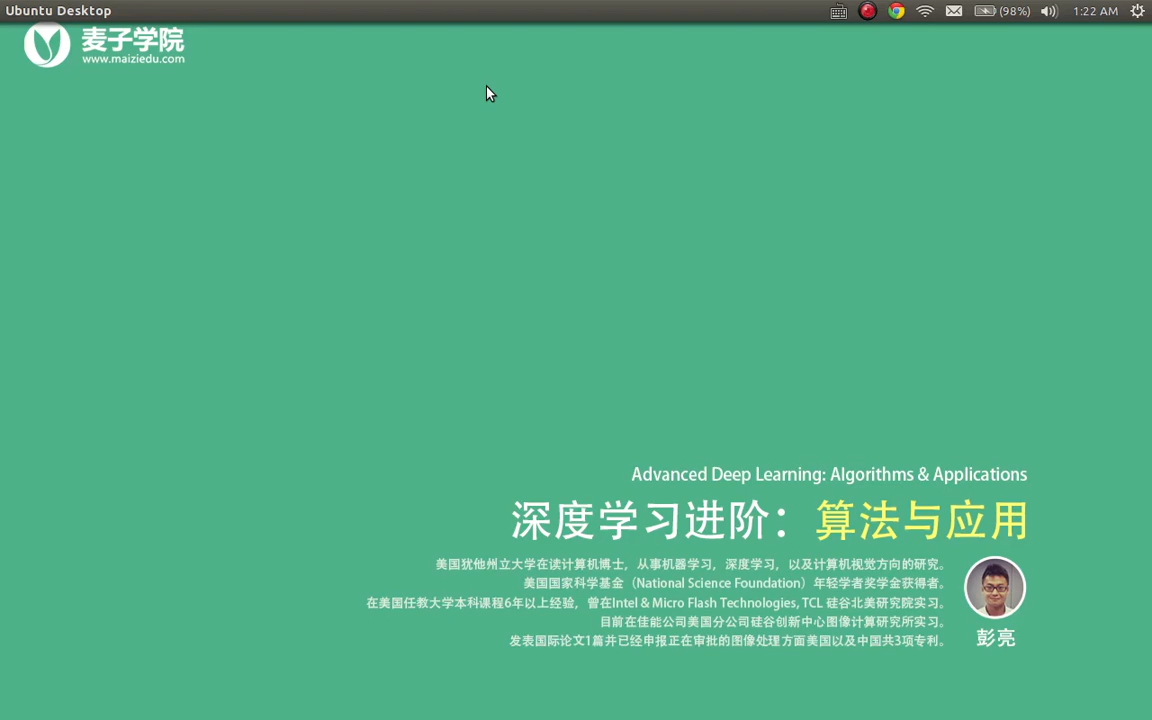 Ubuntu Desktop
(98%)
1:22 AM
麦子学院
www.maiziedu.com
Advanced Deep Learning: Algorithms & Applications
深度学习进阶：算法与应用
美国犹他州立大学在读计算机博士，从事机器学习，深度学习，以及计算机视觉方向的研究。
美国国家科学基金（National Science Foundation）年轻学者奖学金获得者。
在美国任教大学本科课程6年以上经验，曾在Intel & Micro Flash Technologies, TCL 硅谷北美研究院实习。
目前在佳能公司美国分公司硅谷创新中心图像计算研究所实习。
发表国际论文1篇并已经申报正在审批的图像处理方面美国以及中国共3项专利。
彭亮